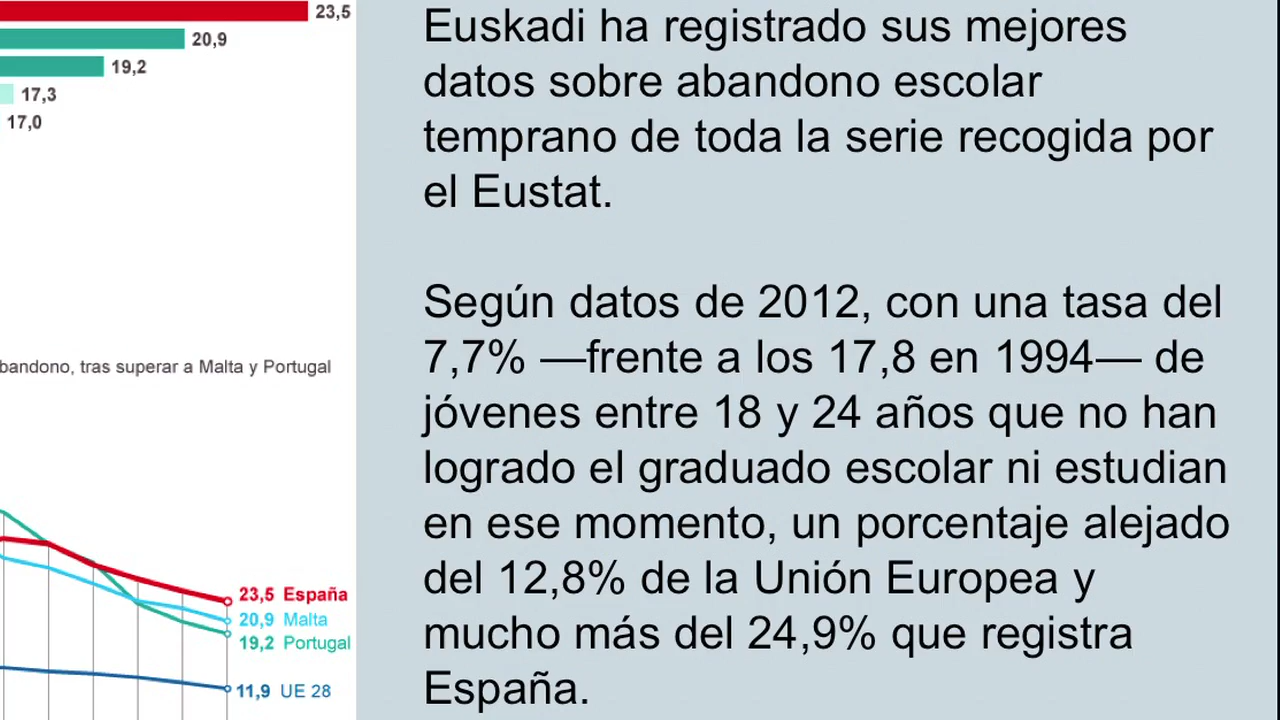 23,5
20,9
19,2
17,3
17,0
bandono, tras superar a Malta y Portugal
23,5 España
20,9 Malta
19,2 Portugal
11,9 UE 28
Euskadi ha registrado sus mejores
datos sobre abandono escolar
temprano de toda la serie recogida por
el Eustat.
Según datos de 2012, con una tasa del
7,7% —frente a los 17,8 en 1994— de
jóvenes entre 18 y 24 años que no han
logrado el graduado escolar ni estudian
en ese momento, un porcentaje alejado
del 12,8% de la Unión Europea y
mucho más del 24,9% que registra
España.